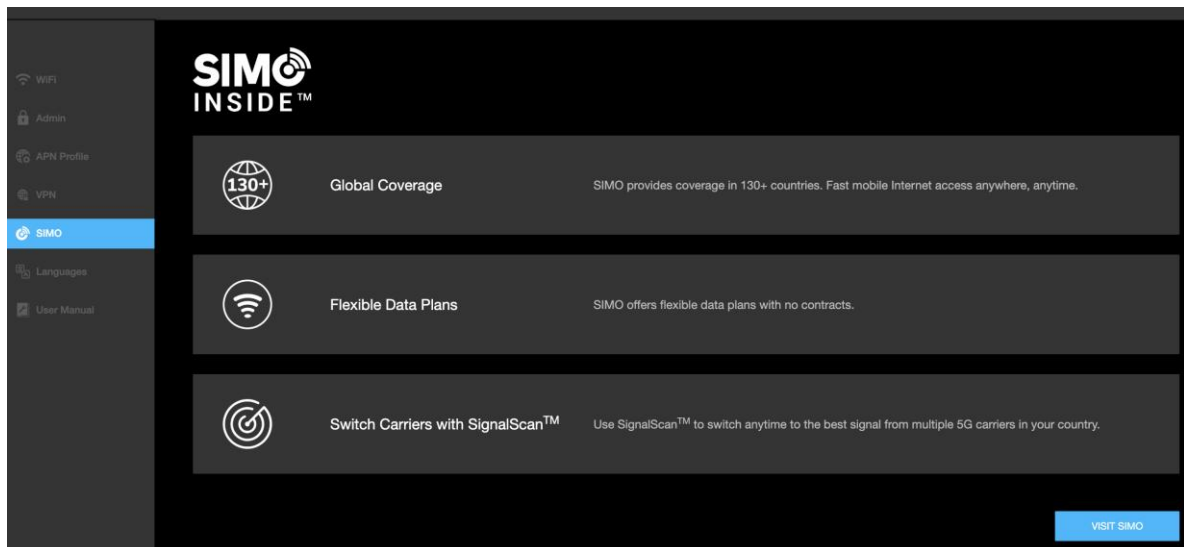 WiFi
Admin
APN Profile
VPN
SIMO
Languages
User Manual
SIMO
INSIDE™
130+
Global Coverage
SIMO provides coverage in 130+ countries. Fast mobile Internet access anywhere, anytime.
Flexible Data Plans
SIMO offers flexible data plans with no contracts.
Switch Carriers with SignalScan™
Use SignalScan™ to switch anytime to the best signal from multiple 5G carriers in your country.
VISIT SIMO